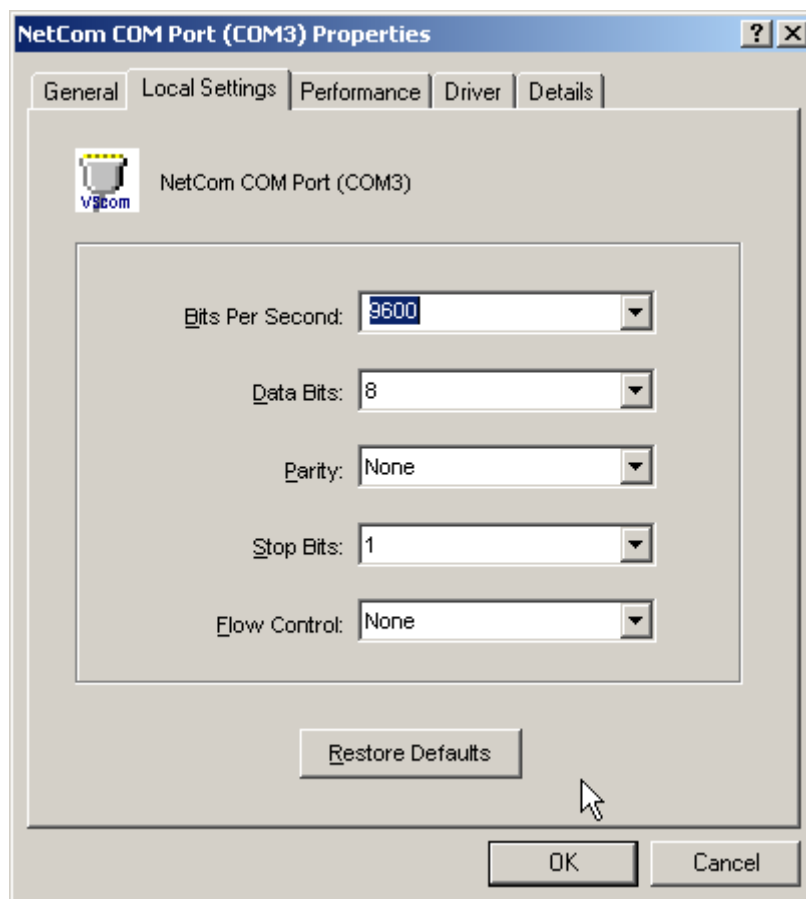 NetCom COM Port (COM3) Properties
General Local Settings Performance Driver Details
VScom
NetCom COM Port (COM3)
Bits Per Second: 9600
Data Bits: 8
Parity: None
Stop Bits: 1
Flow Control: None
Restore Defaults
OK Cancel